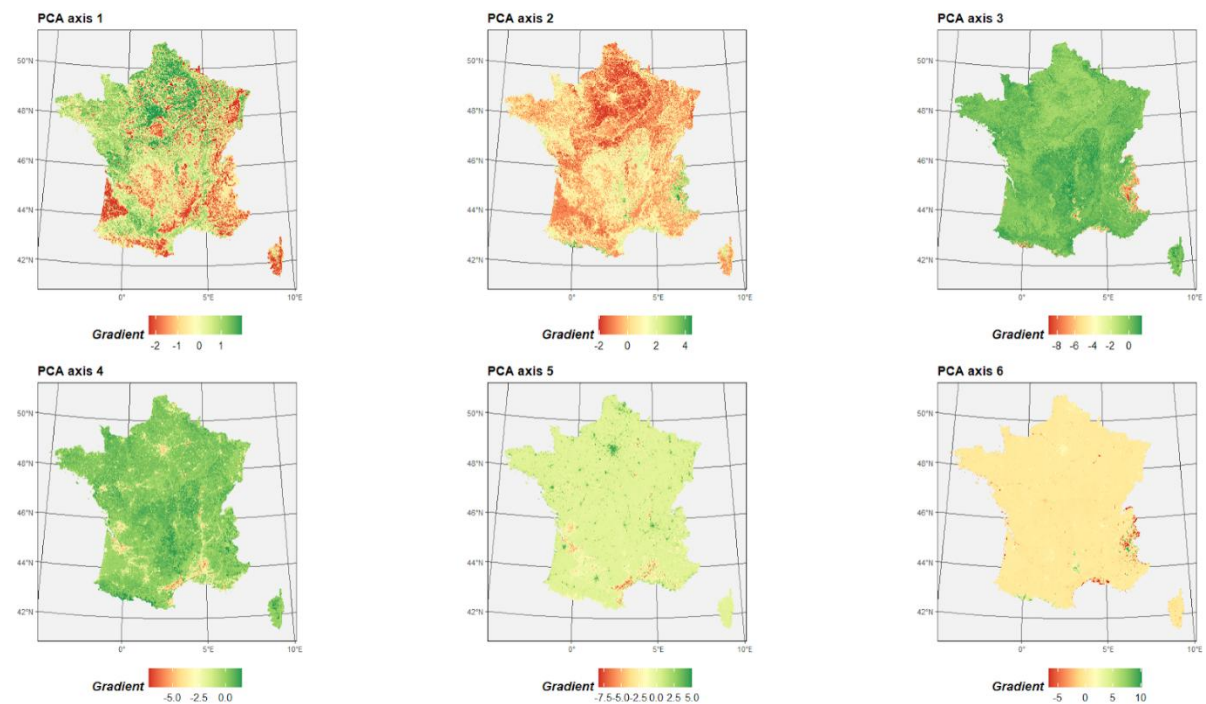 PCA axis 1
50°N
48°N
46°N
44°N
42°N
0°
5°E
10°E
Gradient
-2 -1 0 1
PCA axis 2
50°N
48°N
46°N
44°N
42°N
0°
5°E
10°E
Gradient
-2 0 2 4
PCA axis 3
50°N
48°N
46°N
44°N
42°N
0°
5°E
10°E
Gradient
-8 -6 -4 -2 0
PCA axis 4
50°N
48°N
46°N
44°N
42°N
0°
5°E
10°E
Gradient
-5.0 -2.5 0.0
PCA axis 5
50°N
48°N
46°N
44°N
42°N
0°
5°E
10°E
Gradient
-7.5-5.0-2.50.0 2.5 5.0
PCA axis 6
50°N
48°N
46°N
44°N
42°N
0°
5°E
10°E
Gradient
-5 0 5 10